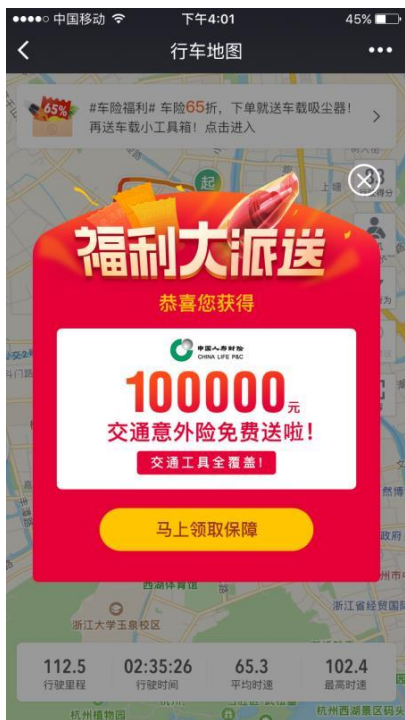 中国移动 下午4:01 45%
行车地图
65%
#车险福利# 车险65折，下单就送车载吸尘器！
再送车载小工具箱！点击进入
起
福利大派送
恭喜您获得
中国人寿财险
CHINA LIFE P&C
100000元
交通意外险免费送啦！
交通工具全覆盖！
马上领取保障
西湖体育馆
浙江省经贸国际
浙江大学玉泉校区
112.5 02:35:26 65.3 102.4
行驶里程 行驶时间 平均时速 最高时速
杭州植物园
杭州西湖景区码头